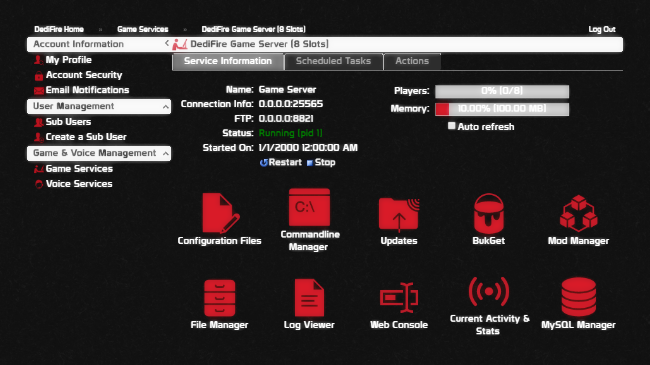 DediFire Home » Game Services » DediFire Game Server (8 Slots) Log Out
Account Information
My Profile
Account Security
Email Notifications
User Management
Sub Users
Create a Sub User
Game & Voice Management
Game Services
Voice Services
DediFire Game Server (8 Slots)
Service Information Scheduled Tasks Actions
Name: Game Server
Connection Info: 0.0.0.0:25565
FTP: 0.0.0.0:8821
Status: Running (pid 1)
Started On: 1/1/2000 12:00:00 AM
Restart Stop
Players: 0% (0/8)
Memory: 10.00% (100.00 MB)
Auto refresh
C:\
Configuration Files
Commandline
Manager
Updates
BukGet
Mod Manager
File Manager
Log Viewer
Web Console
Current Activity &
Stats
MySQL Manager